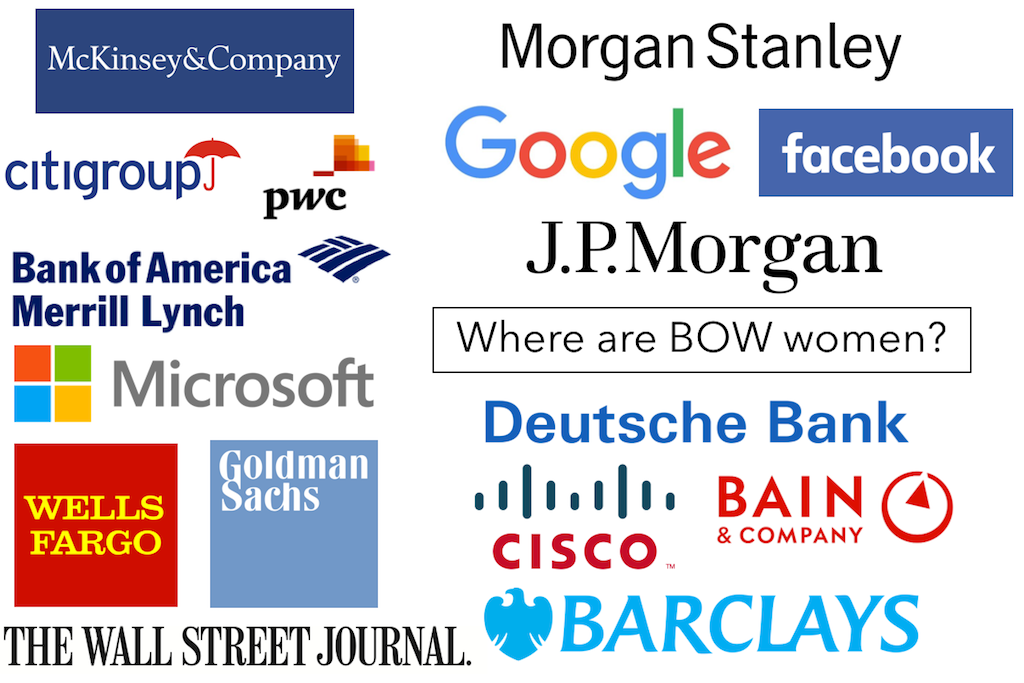 McKinsey&Company
citigroup
pwc
Bank of America
Merrill Lynch
®
Microsoft
WELLS
FARGO
Goldman
Sachs
THE WALL STREET JOURNAL.
Morgan Stanley
Google
facebook
J.P.Morgan
Where are BOW women?
Deutsche Bank
CISCO
™
BAIN
& COMPANY
BARCLAYS